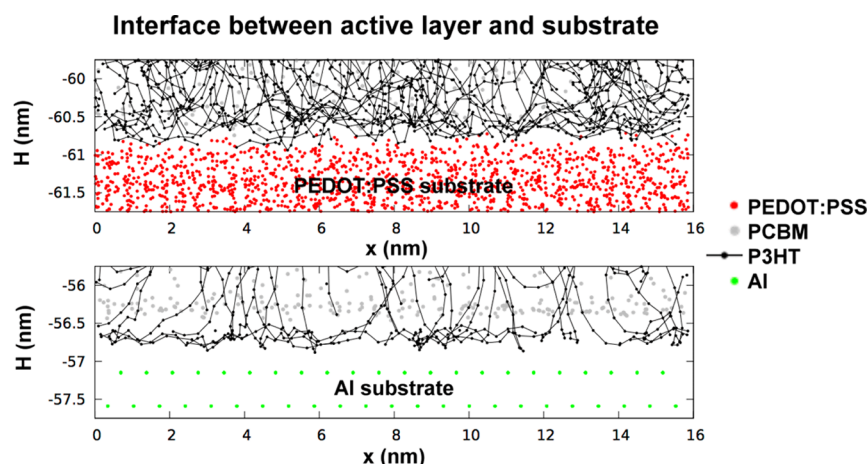 Interface between active layer and substrate
H (nm)
-60
-60.5
-61
-61.5
PEDOT:PSS substrate
0 2 4 6 8 10 12 14 16
x (nm)
PEDOT:PSS
PCBM
P3HT
Al
H (nm)
-56
-56.5
-57
-57.5
Al substrate
0 2 4 6 8 10 12 14 16
x (nm)